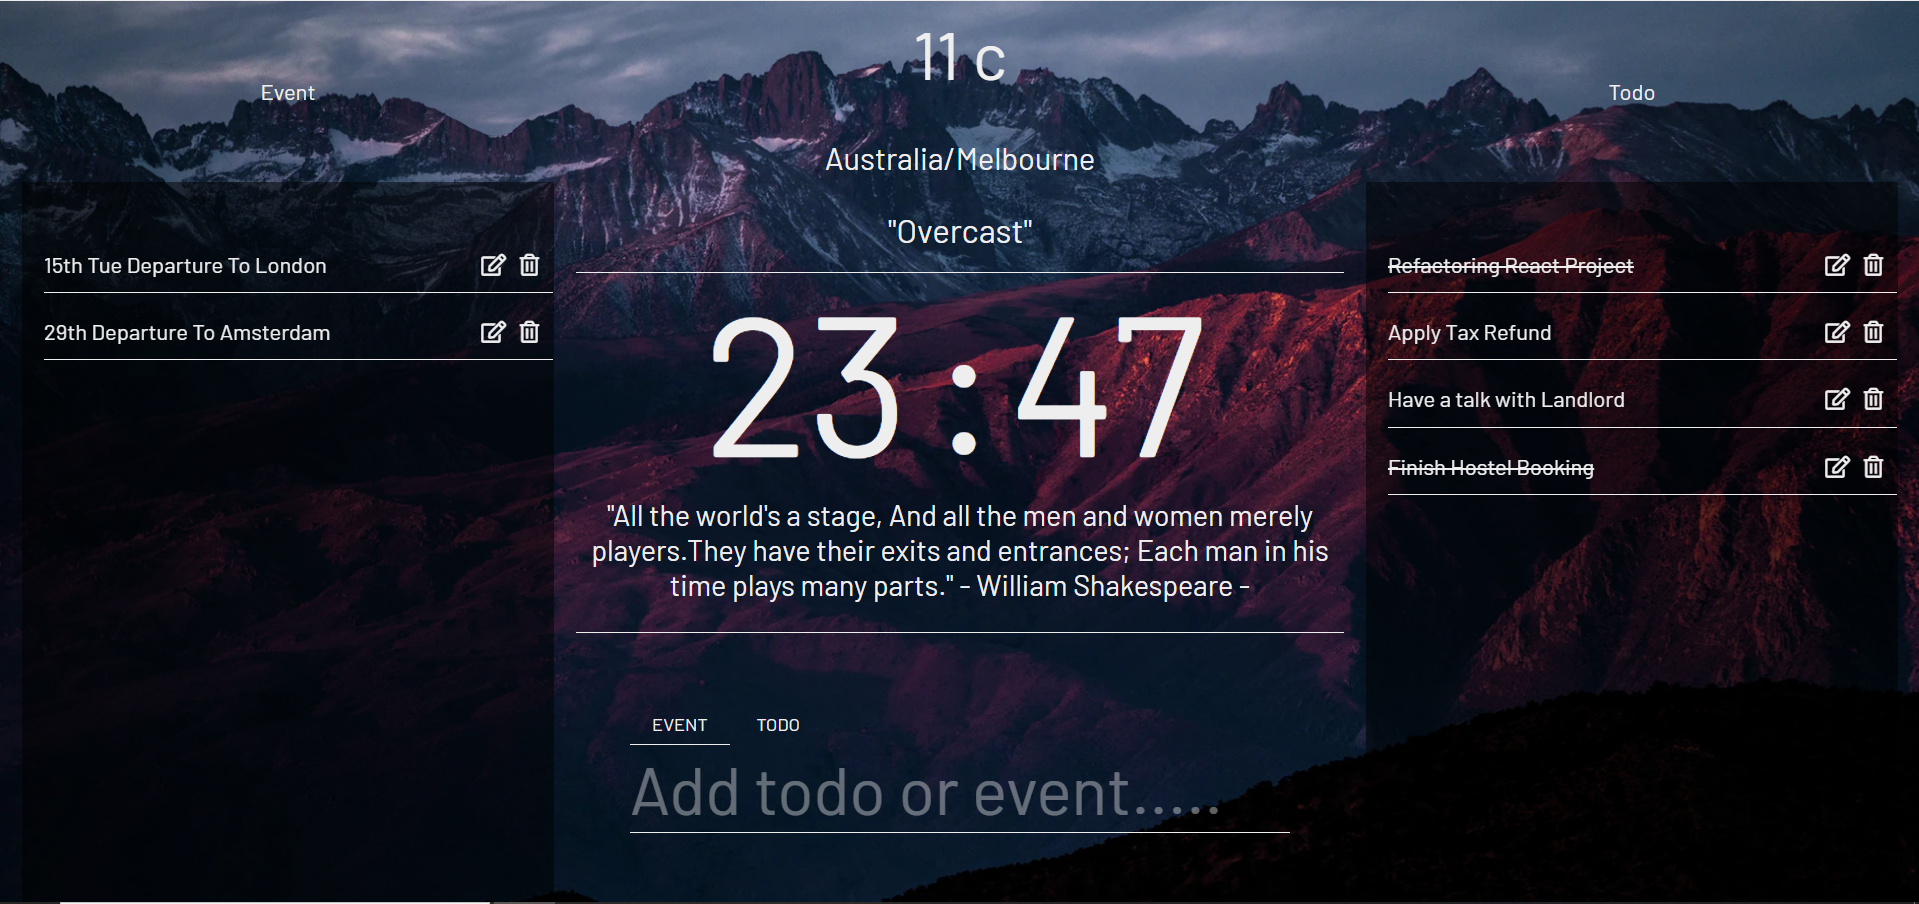 11 c
Event
Todo
Australia/Melbourne
"Overcast"
15th Tue Departure To London
29th Departure To Amsterdam
23:47
"All the world's a stage, And all the men and women merely
players.They have their exits and entrances; Each man in his
time plays many parts." - William Shakespeare -
Refactoring React Project
Apply Tax Refund
Have a talk with Landlord
Finish Hostel Booking
EVENT TODO
Add todo or event.....